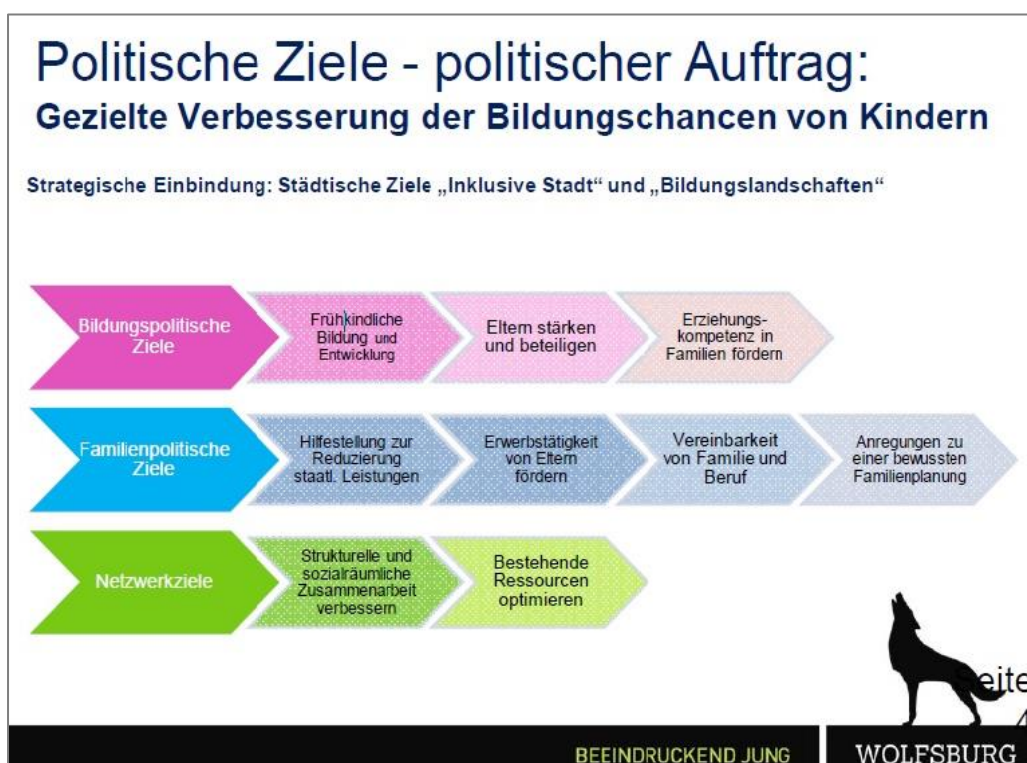 Politische Ziele - politischer Auftrag:
Gezielte Verbesserung der Bildungschancen von Kindern
Strategische Einbindung: Städtische Ziele „Inklusive Stadt“ und „Bildungslandschaften“
Bildungspolitische
Ziele
Frühkindliche
Bildung und
Entwicklung
Eltern stärken
und beteiligen
Erziehungs-
kompetenz in
Familien fördern
Familienpolitische
Ziele
Hilfestellung zur
Reduzierung
staatl. Leistungen
Erwerbstätigkeit
von Eltern
fördern
Vereinbarkeit
von Familie und
Beruf
Anregungen zu
einer bewussten
Familienplanung
Netzwerkziele
Strukturelle und
sozialräumliche
Zusammenarbeit
verbessern
Bestehende
Ressourcen
optimieren
Seite
BEEINDRUCKEND JUNG
WOLFSBURG